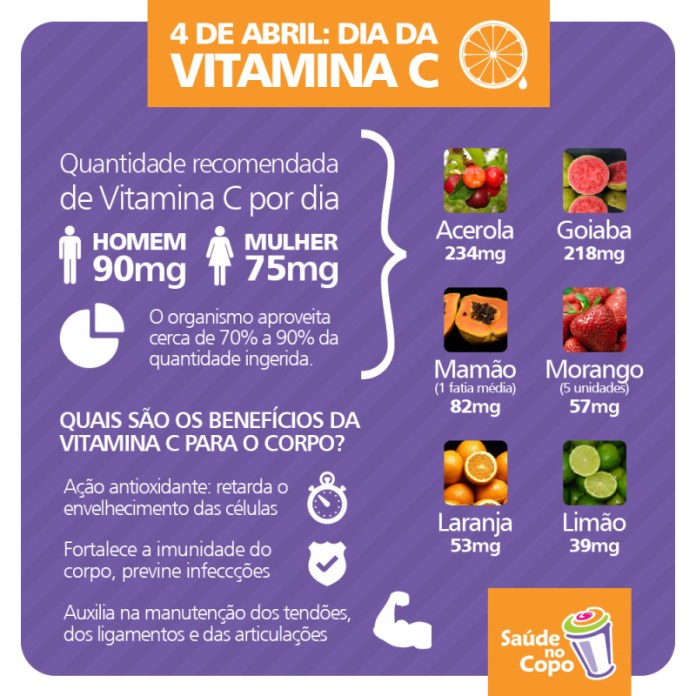 4 DE ABRIL: DIA DA
VITAMINA C
Quantidade recomendada
de Vitamina C por dia
HOMEM
90mg
MULHER
75mg
O organismo aproveita
cerca de 70% a 90% da
quantidade ingerida.
Acerola
234mg
Goiaba
218mg
Mamão
(1 fatia média)
82mg
Morango
(5 unidades)
57mg
Laranja
53mg
Limão
39mg
QUAIS SÃO OS BENEFÍCIOS DA
VITAMINA C PARA O CORPO?
Ação antioxidante: retarda o
envelhecimento das células
Fortalece a imunidade do
corpo, previne infeccções
Auxilia na manutenção dos tendões,
dos ligamentos e das articulações
Saúde
no
Copo